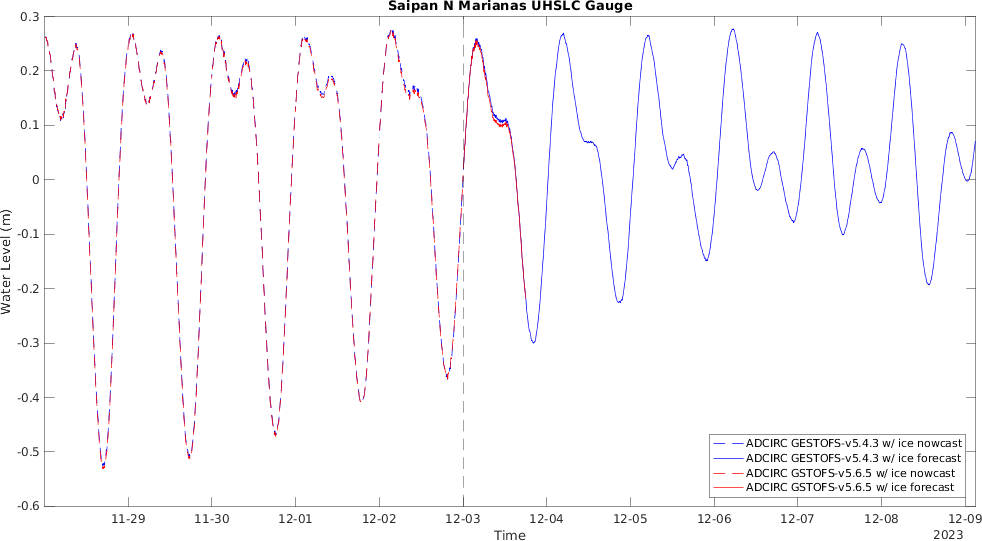 Saipan N Marianas UHSLC Gauge
Water Level (m)
0.3
0.2
0.1
0
-0.1
-0.2
-0.3
-0.4
-0.5
-0.6
ADCIRC GESTOFS-v5.4.3 w/ ice nowcast
ADCIRC GESTOFS-v5.4.3 w/ ice forecast
ADCIRC GSTOFS-v5.6.5 w/ ice nowcast
ADCIRC GSTOFS-v5.6.5 w/ ice forecast
11-29 11-30 12-01 12-02 12-03 12-04 12-05 12-06 12-07 12-08 12-09
Time
2023